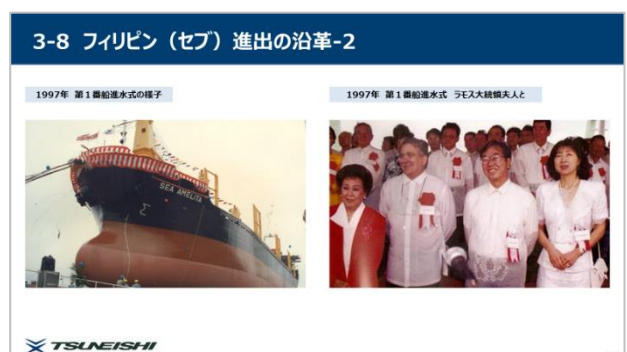 3-8 フィリピン（セブ）進出の沿革-2
1997年 第１番船進水式の様子
1997年 第１番船進水式 ラモス大統領夫人と
SEA AMELITA
TSUNEISHI